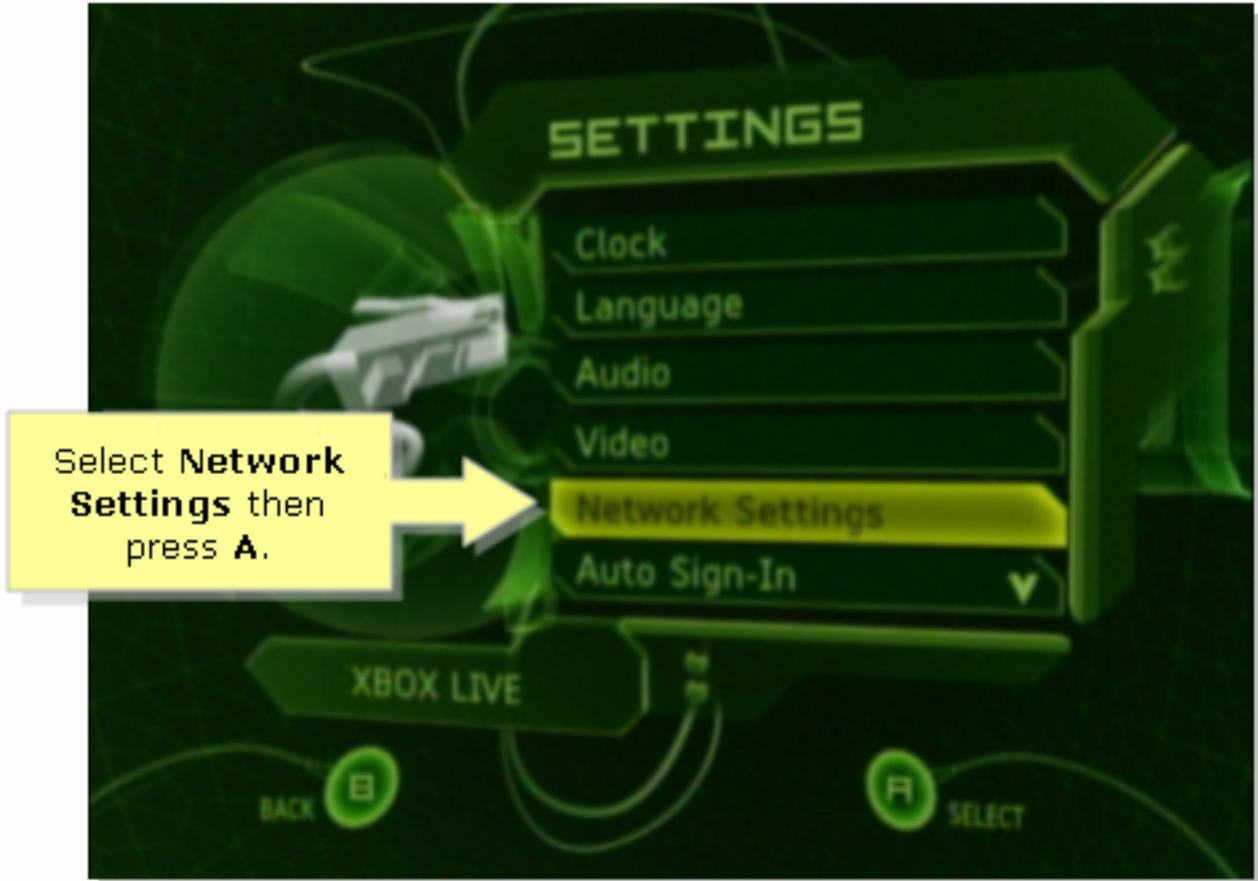 SETTINGS
Clock
Language
Audio
Video
Select Network
Settings then
press A.
Network Settings
Auto Sign-In
XBOX LIVE
B
BACK
A
SELECT